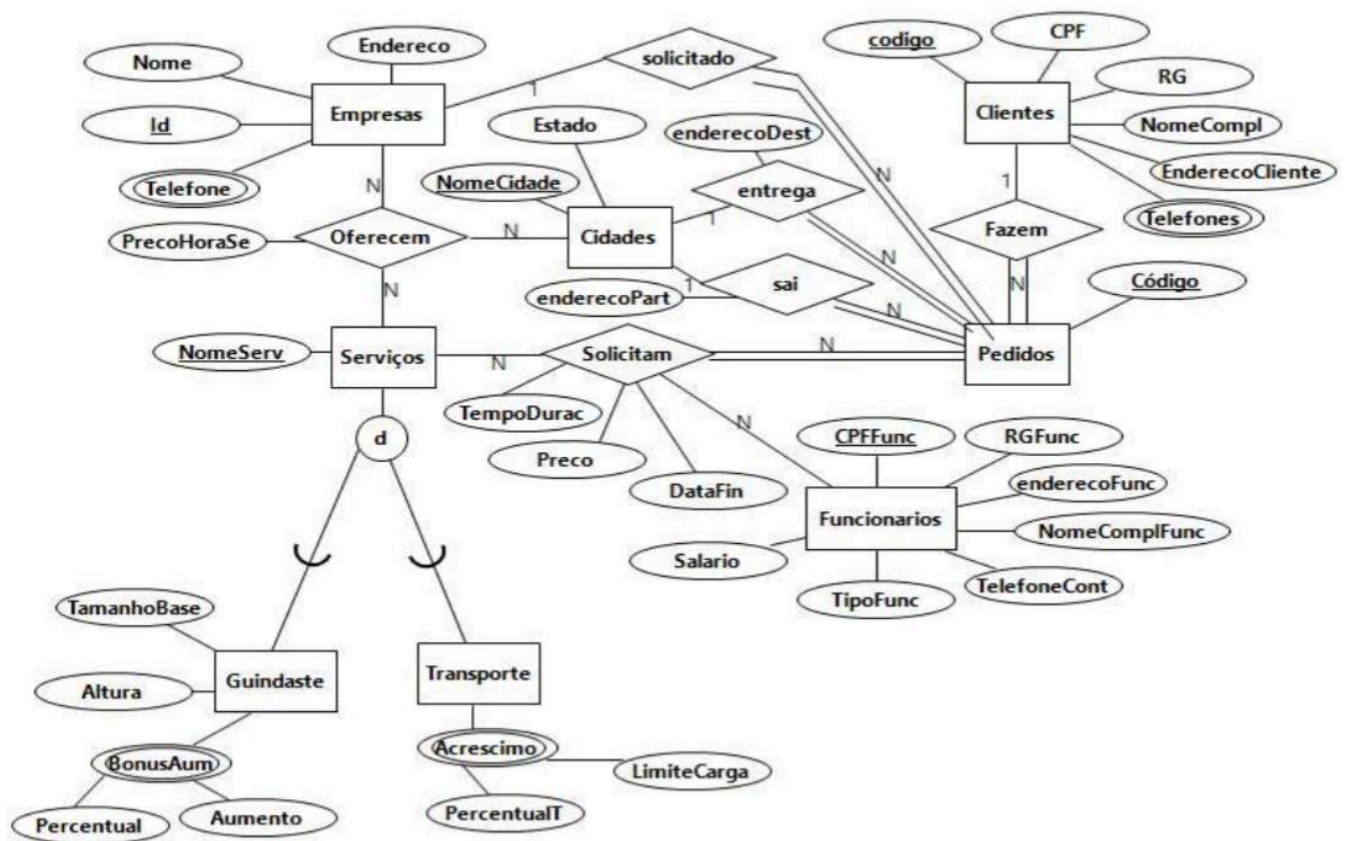 Endereco
solicitado
codigo
CPF
Nome
RG
Empresas
1
Estado
enderecoDest
Clientes
Id
NomeCompl
N
NomeCidade
N
1
EnderecoCliente
Telefone
entrega
1
Telefones
PrecoHoraSe
Oferecem
N
Cidades
Fazem
N
sai
N
Código
N
enderecoPart
1
N
NomeServ
Serviços
N
Solicitam
N
Pedidos
TempoDurac
N
d
CPFFunc
RGFunc
Preco
DataFin
enderecoFunc
Funcionarios
NomeComplFunc
Salario
TelefoneCont
TipoFunc
TamanhoBase
Guindaste
Transporte
Altura
BonusAum
Acrescimo
LimiteCarga
Percentual
Aumento
PercentualT